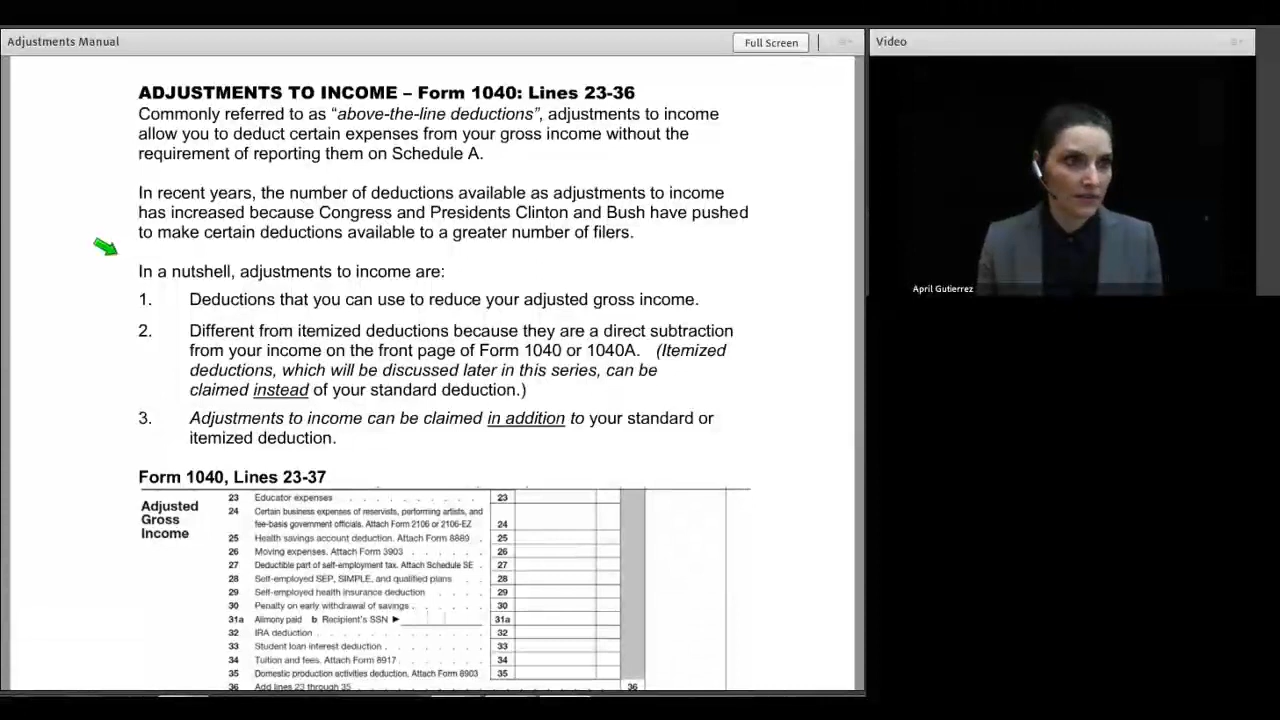 Adjustments Manual
Full Screen
Video
ADJUSTMENTS TO INCOME – Form 1040: Lines 23-36
Commonly referred to as “above-the-line deductions”, adjustments to income
allow you to deduct certain expenses from your gross income without the
requirement of reporting them on Schedule A.
In recent years, the number of deductions available as adjustments to income
has increased because Congress and Presidents Clinton and Bush have pushed
to make certain deductions available to a greater number of filers.
In a nutshell, adjustments to income are:
1. Deductions that you can use to reduce your adjusted gross income.
2. Different from itemized deductions because they are a direct subtraction
from your income on the front page of Form 1040 or 1040A. (Itemized
deductions, which will be discussed later in this series, can be
claimed instead of your standard deduction.)
3. Adjustments to income can be claimed in addition to your standard or
itemized deduction.
Form 1040, Lines 23-37
Adjusted
Gross
Income
23 Educator expenses 23
24 Certain business expenses of reservists, performing artists, and
fee-basis government officials. Attach Form 2106 or 2106-EZ 24
25 Health savings account deduction. Attach Form 8889 25
26 Moving expenses. Attach Form 3903 26
27 Deductible part of self-employment tax. Attach Schedule SE 27
28 Self-employed SEP, SIMPLE, and qualified plans 28
29 Self-employed health insurance deduction 29
30 Penalty on early withdrawal of savings 30
31a Alimony paid b Recipient's SSN ▶ 31a
32 IRA deduction 32
33 Student loan interest deduction 33
34 Tuition and fees. Attach Form 8917 34
35 Domestic production activities deduction. Attach Form 8903 35
36 Add lines 23 through 35 36
April Gutierrez